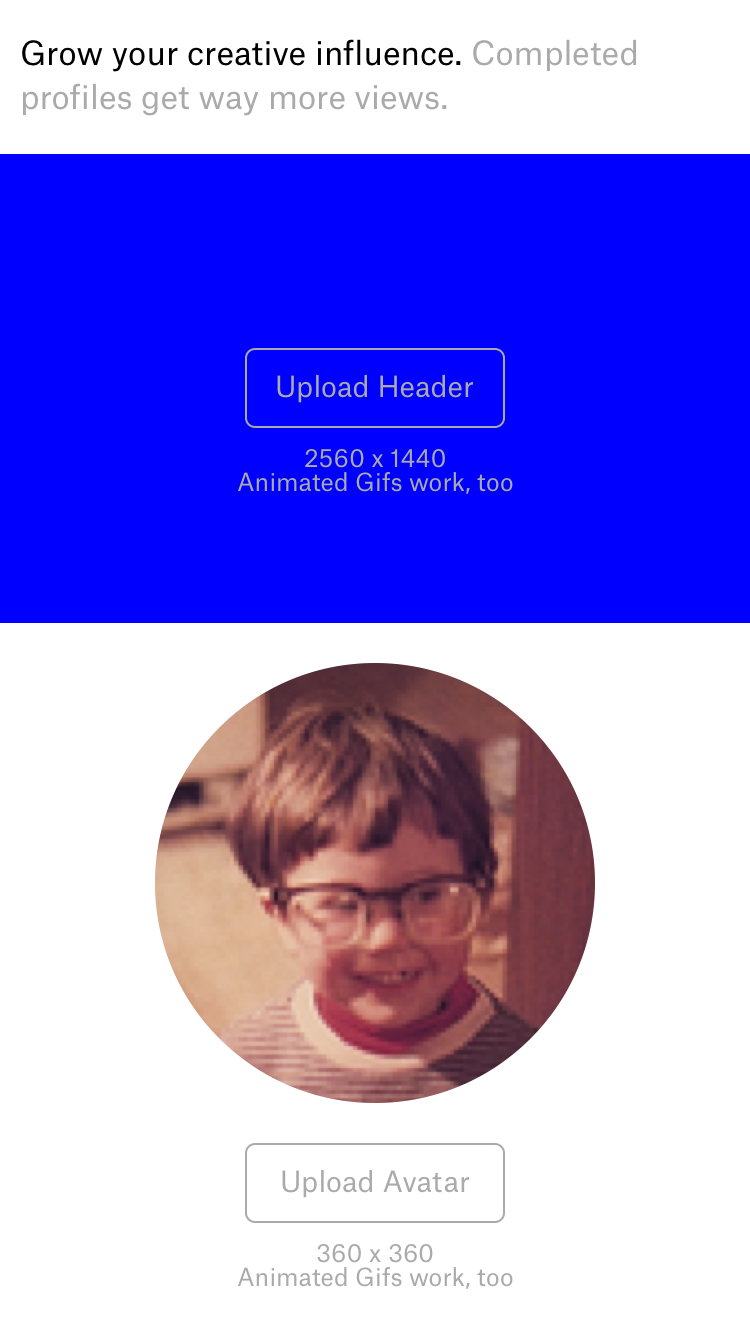 Grow your creative influence. Completed
profiles get way more views.
Upload Header
2560 x 1440
Animated Gifs work, too
Upload Avatar
360 x 360
Animated Gifs work, too